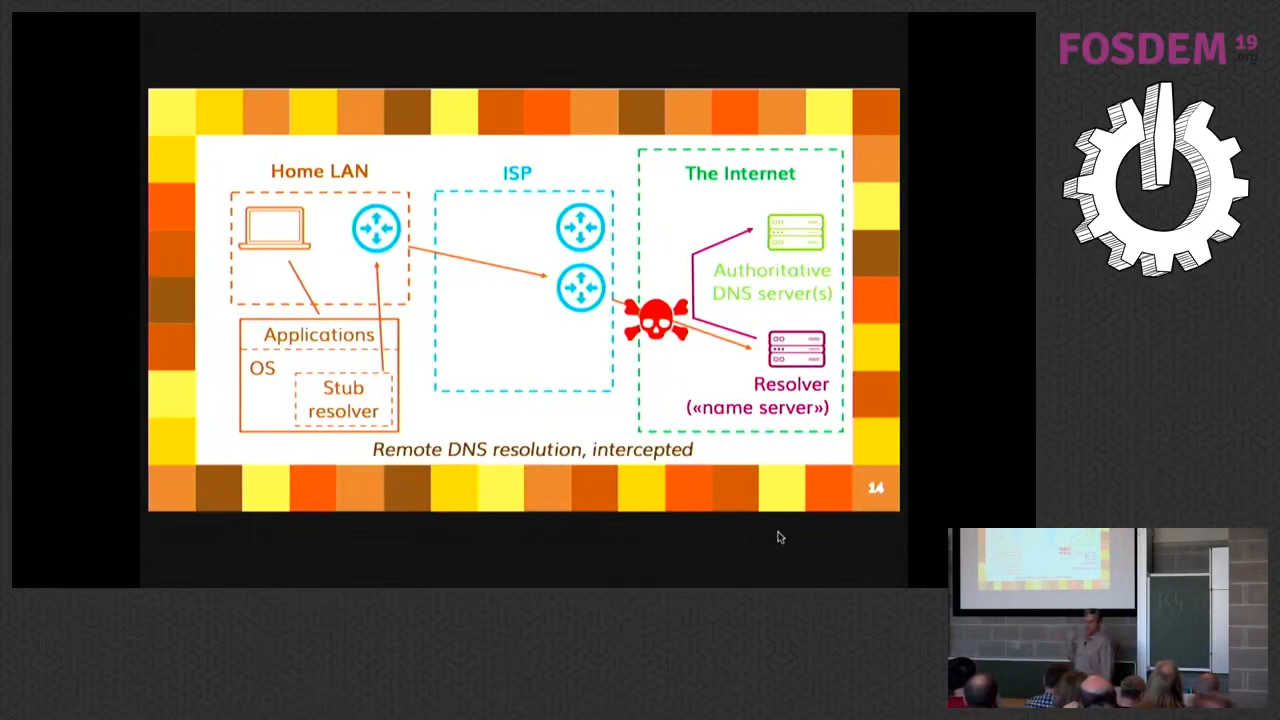 FOSDEM 19
.org
Home LAN
ISP
The Internet
Authoritative
DNS server(s)
Applications
OS
Stub
resolver
Resolver
(«name server»)
Remote DNS resolution, intercepted
14